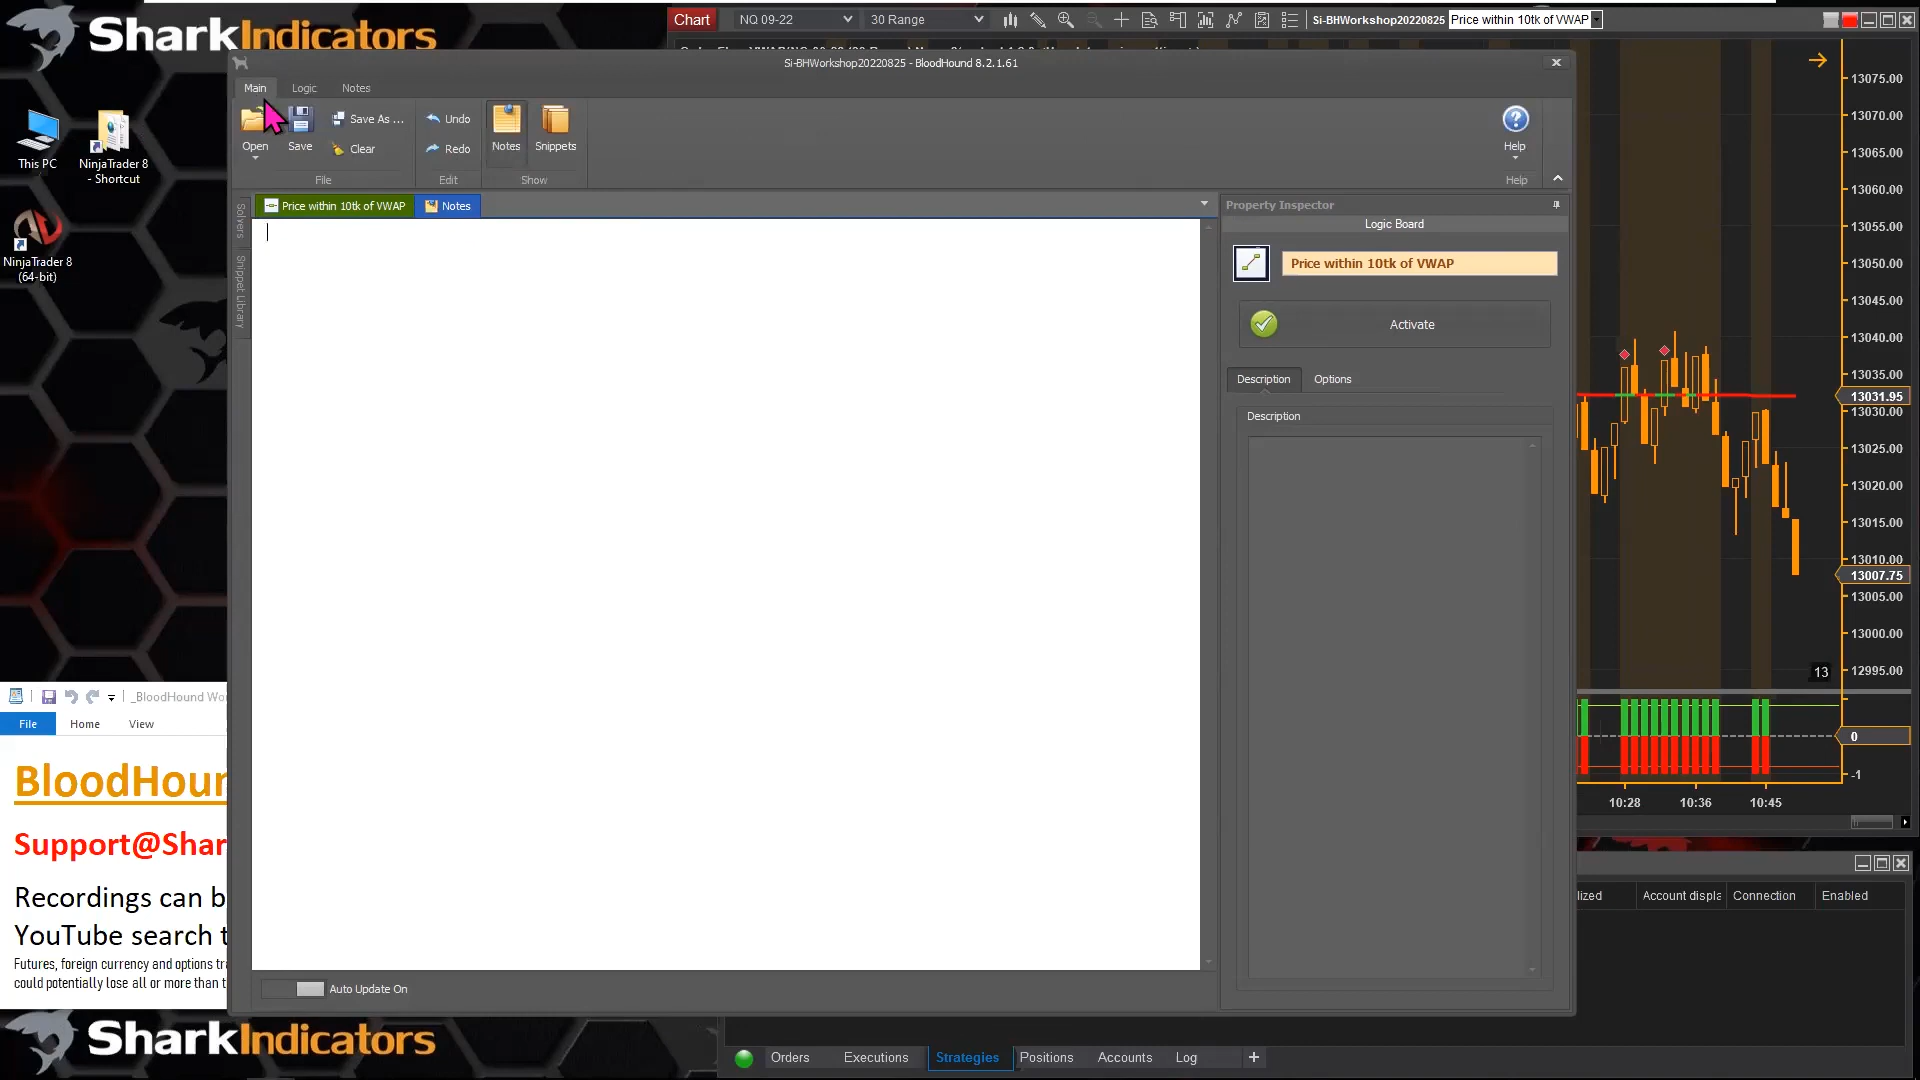 SharkIndicators
This PC
NinjaTrader 8
- Shortcut
NinjaTrader 8
(64-bit)
Chart
NQ 09-22
30 Range
Si-BHWorkshop20220825
Price within 10tk of VWAP
Si-BHWorkshop20220825 - BloodHound 8.2.1.61
Main
Logic
Notes
Open
Save
Save As ...
Clear
File
Undo
Redo
Edit
Notes
Snippets
Show
Help
Help
Solvers
Snippet Library
Price within 10tk of VWAP
Notes
Auto Update On
Property Inspector
Logic Board
Price within 10tk of VWAP
Activate
Description
Options
Description
13075.00
13070.00
13065.00
13060.00
13055.00
13050.00
13045.00
13040.00
13035.00
13031.95
13030.00
13025.00
13020.00
13015.00
13010.00
13007.75
13005.00
13000.00
12995.00
13
0
-1
10:28
10:36
10:45
_BloodHound Wo
File
Home
View
BloodHoun
Support@Shar
Recordings can b
YouTube search t
Futures, foreign currency and options tr
could potentially lose all or more than t
SharkIndicators
lized
Account displa
Connection
Enabled
Orders
Executions
Strategies
Positions
Accounts
Log
+